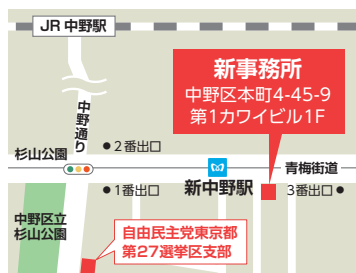 JR 中野駅
新事務所
中野区本町4-45-9
第1カワイビル1F
中野通り
杉山公園
●2番出口
青梅街道
●1番出口
新中野駅
3番出口●
中野区立
杉山公園
自由民主党東京都
第27選挙区支部